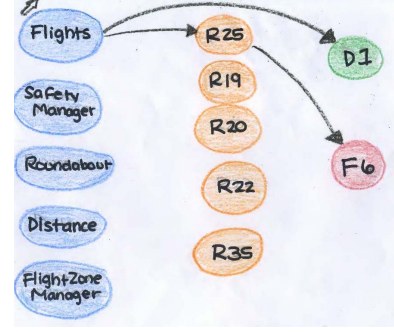 Flights
Safety
Manager
Roundabout
Distance
FlightZone
Manager
R25
R19
R20
R22
R35
D1
F6